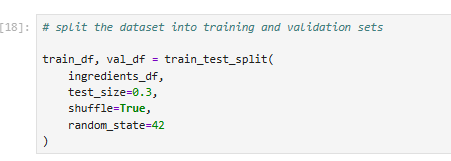 [18]: # split the dataset into training and validation sets
train_df, val_df = train_test_split(
    ingredients_df,
    test_size=0.3,
    shuffle=True,
    random_state=42
)